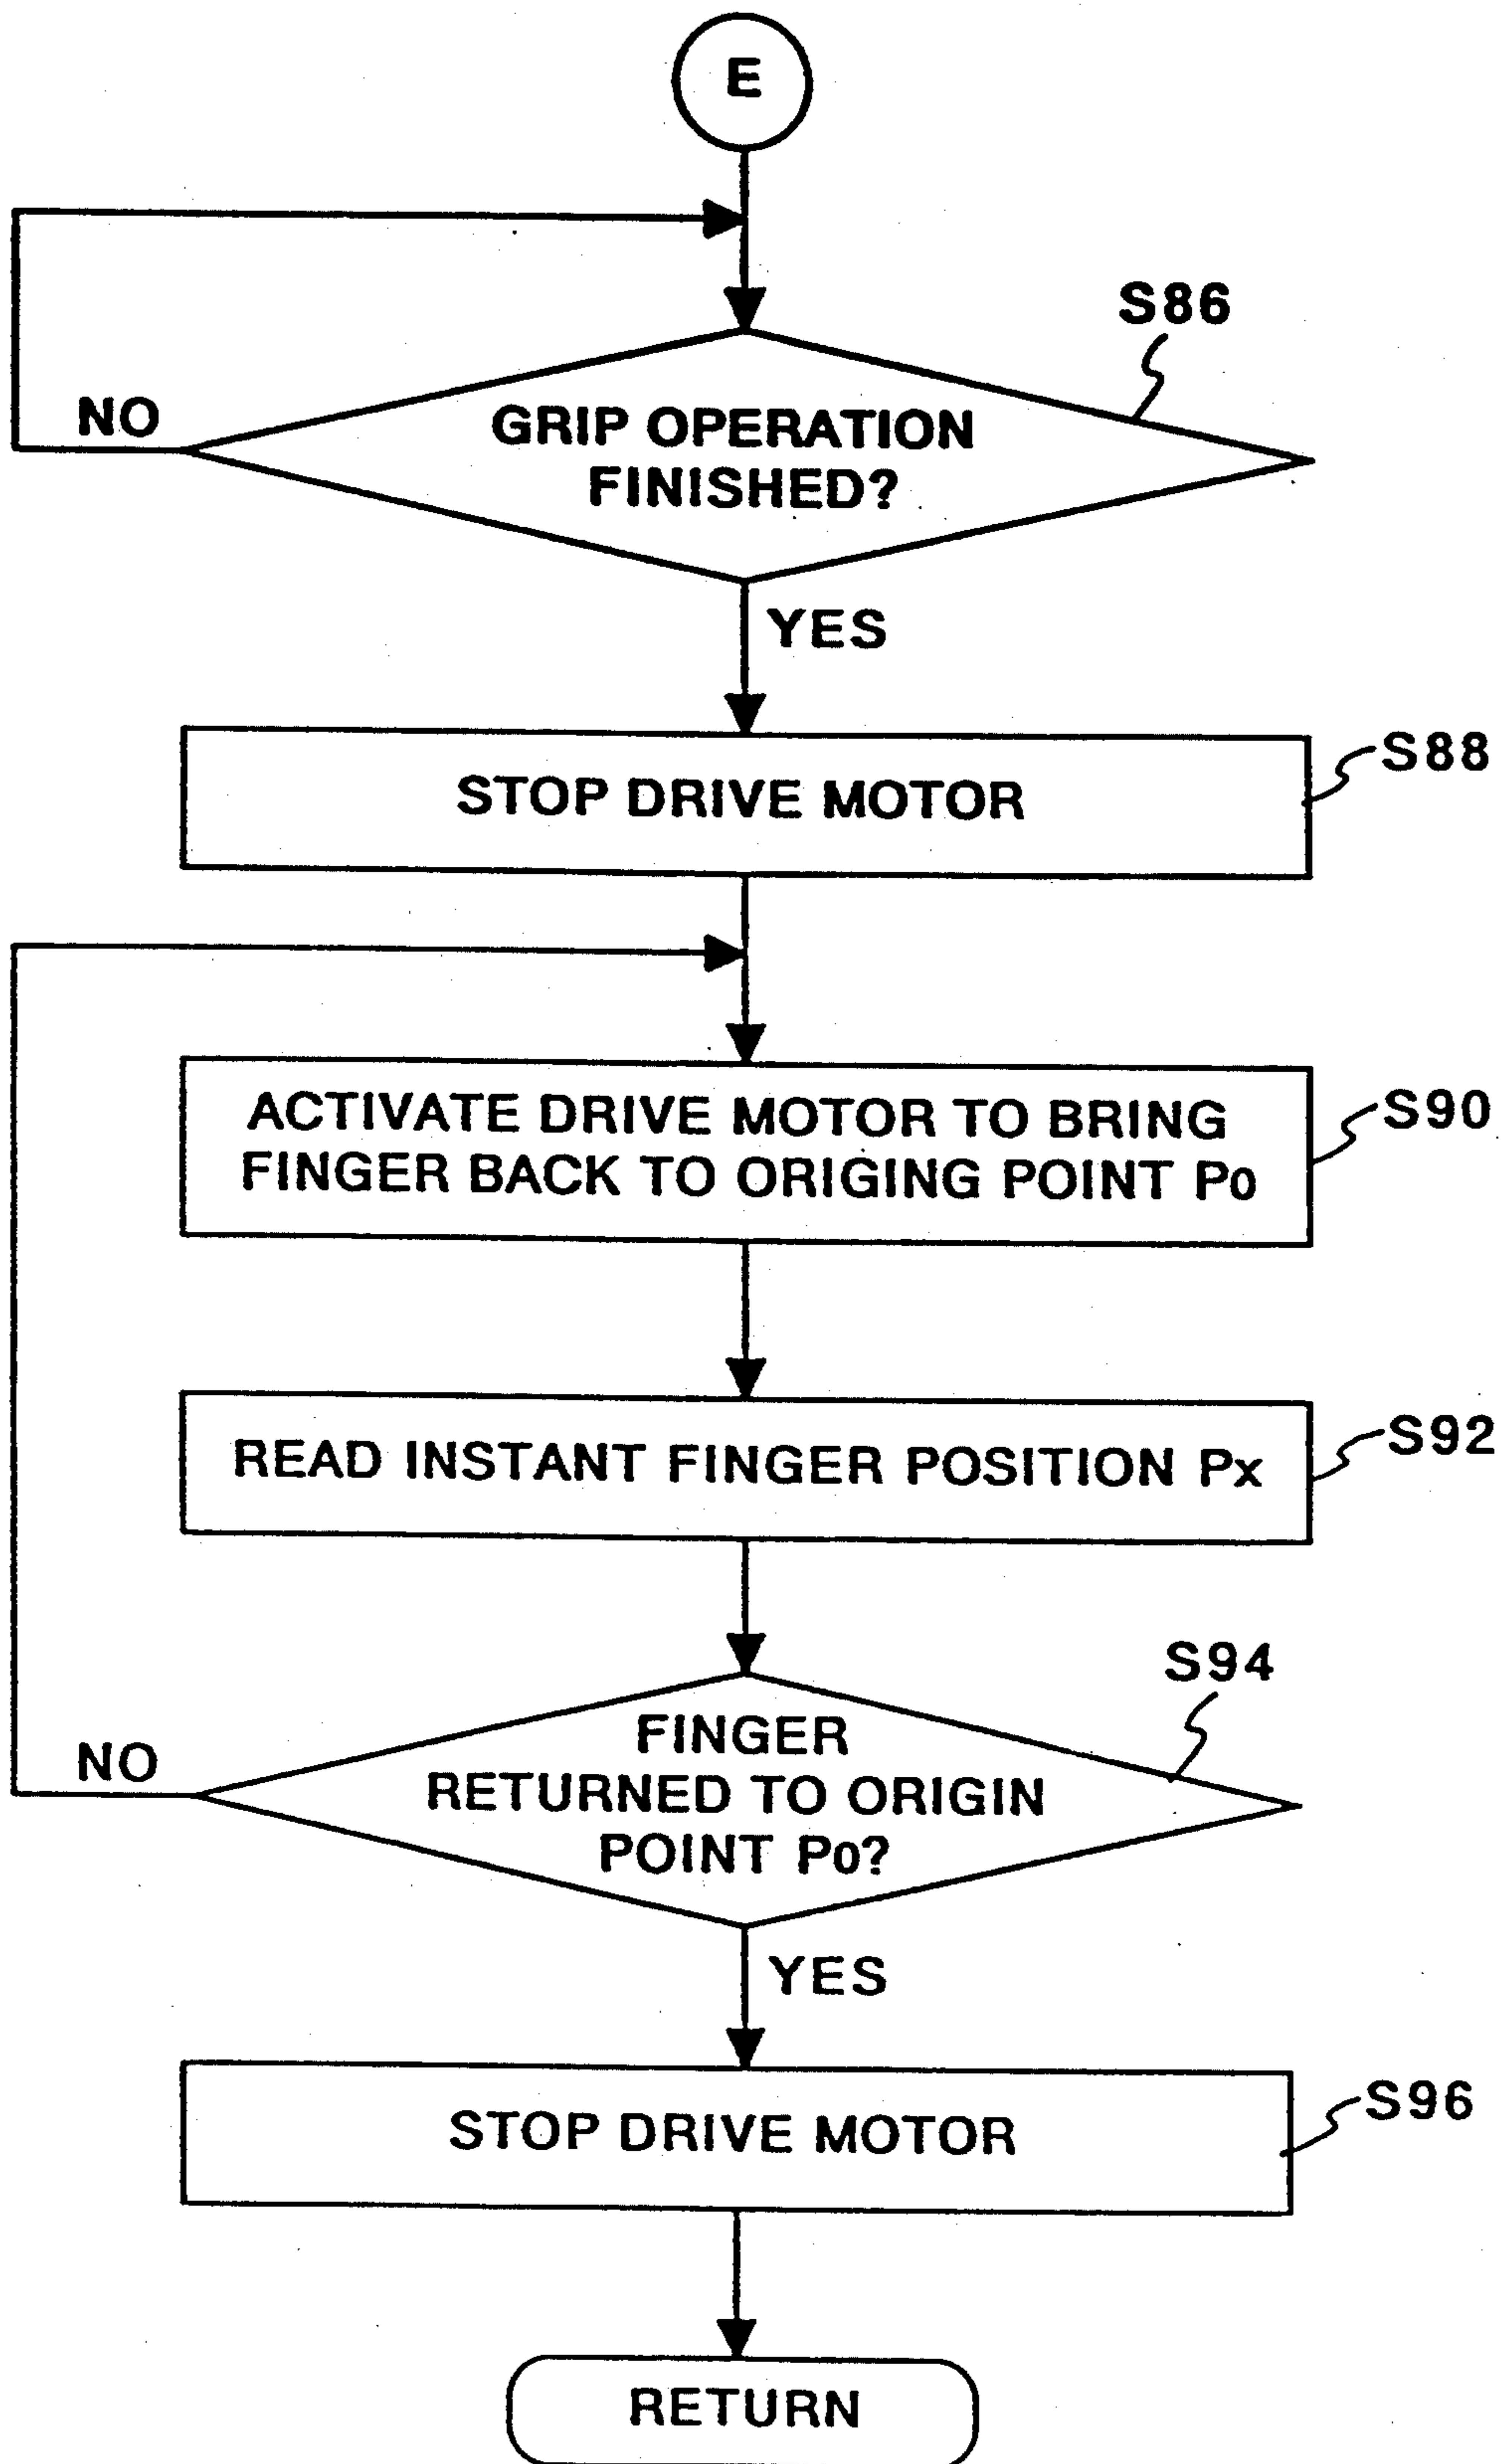 E
S86
NO
GRIP OPERATION
FINISHED?
YES
S88
STOP DRIVE MOTOR
S90
ACTIVATE DRIVE MOTOR TO BRING
FINGER BACK TO ORIGING POINT P0
S92
READ INSTANT FINGER POSITION Px
S94
NO
FINGER
RETURNED TO ORIGIN
POINT P0?
YES
S96
STOP DRIVE MOTOR
RETURN